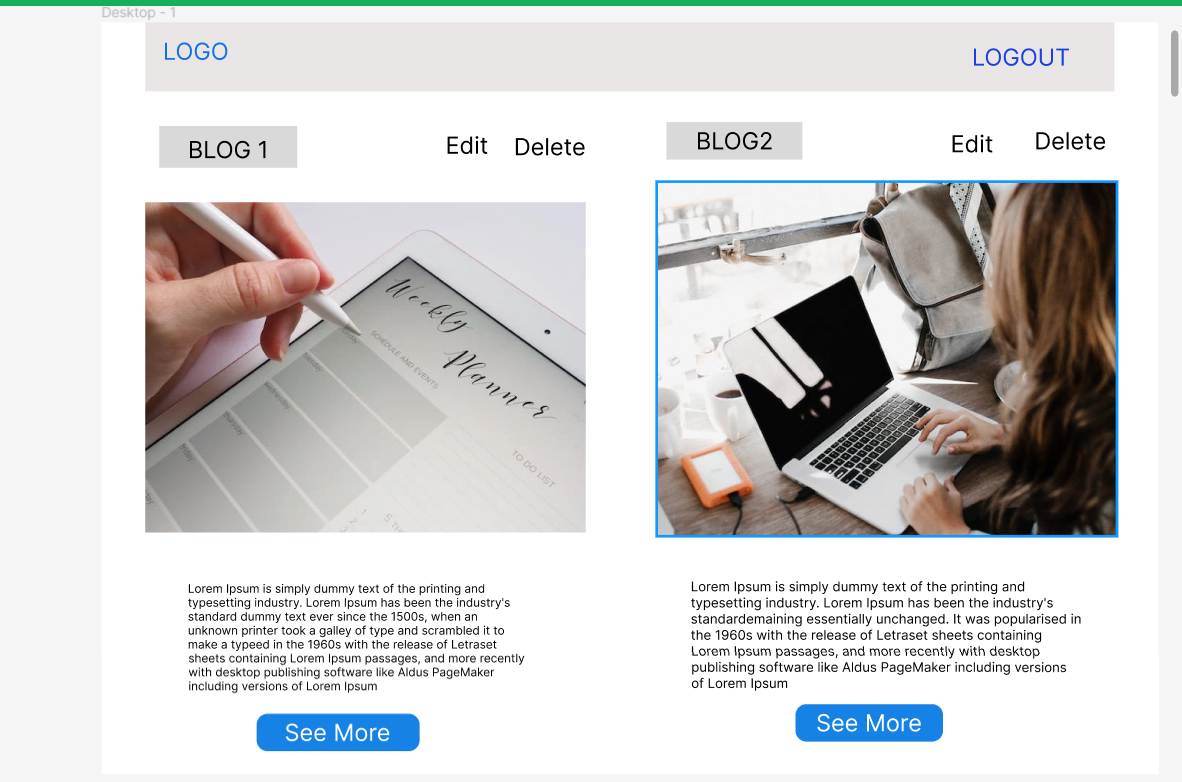 Desktop - 1
LOGO
LOGOUT
BLOG 1
Edit
Delete
BLOG2
Edit
Delete
Weekly
Planner
SCHEDULE AND EVENTS
tuesday
wednesday
thursday
friday
TO DO LIST
Lorem Ipsum is simply dummy text of the printing and
typesetting industry. Lorem Ipsum has been the industry's
standard dummy text ever since the 1500s, when an
unknown printer took a galley of type and scrambled it to
make a typeed in the 1960s with the release of Letraset
sheets containing Lorem Ipsum passages, and more recently
with desktop publishing software like Aldus PageMaker
including versions of Lorem Ipsum
See More
Lorem Ipsum is simply dummy text of the printing and
typesetting industry. Lorem Ipsum has been the industry's
standardemaining essentially unchanged. It was popularised in
the 1960s with the release of Letraset sheets containing
Lorem Ipsum passages, and more recently with desktop
publishing software like Aldus PageMaker including versions
of Lorem Ipsum
See More